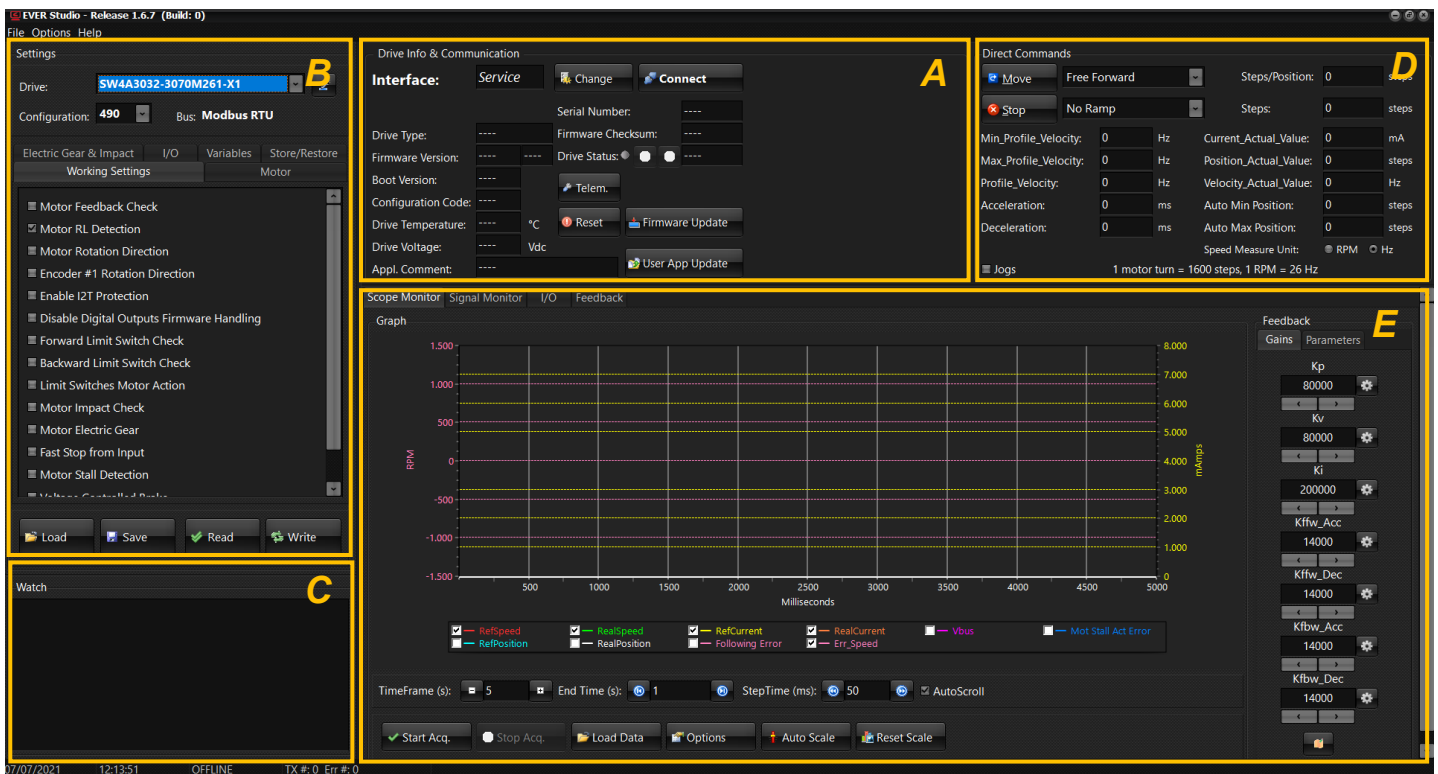 EVER Studio - Release 1.6.7 (Build: 0)
File Options Help
Settings
B
Drive: SW4A3032-3070M261-X1
Configuration: 490 Bus: Modbus RTU
Electric Gear & Impact I/O Variables Store/Restore
Working Settings Motor
Motor Feedback Check
Motor RL Detection
Motor Rotation Direction
Encoder #1 Rotation Direction
Enable I2T Protection
Disable Digital Outputs Firmware Handling
Forward Limit Switch Check
Backward Limit Switch Check
Limit Switches Motor Action
Motor Impact Check
Motor Electric Gear
Fast Stop from Input
Motor Stall Detection
Voltage Controlled Brake
Load Save Read Write
Watch
C
Drive Info & Communication
A
Interface: Service Change Connect
Serial Number: ----
Drive Type: ---- Firmware Checksum: ----
Firmware Version: ---- ---- Drive Status: ----
Boot Version: ----
Telem.
Configuration Code: ----
Drive Temperature: ---- °C Reset Firmware Update
Drive Voltage: ---- Vdc
User App Update
Appl. Comment: ----
Direct Commands
D
Move Free Forward Steps/Position: 0 steps
Stop No Ramp Steps: 0 steps
Min_Profile_Velocity: 0 Hz Current_Actual_Value: 0 mA
Max_Profile_Velocity: 0 Hz Position_Actual_Value: 0 steps
Profile_Velocity: 0 Hz Velocity_Actual_Value: 0 Hz
Acceleration: 0 ms Auto Min Position: 0 steps
Deceleration: 0 ms Auto Max Position: 0 steps
Speed Measure Unit: RPM Hz
Jogs 1 motor turn = 1600 steps, 1 RPM = 26 Hz
Scope Monitor Signal Monitor I/O Feedback
E
Graph
1.500
1.000
500
0
-500
-1.000
-1.500
RPM
8.000
7.000
6.000
5.000
4.000
3.000
2.000
1.000
0
mAmps
500 1000 1500 2000 2500 3000 3500 4000 4500 5000
Milliseconds
RefSpeed RealSpeed RefCurrent RealCurrent Vbus Mot Stall Act Error
RefPosition RealPosition Following Error Err_Speed
TimeFrame (s): 5 End Time (s): 1 StepTime (ms): 50 AutoScroll
Start Acq. Stop Acq. Load Data Options Auto Scale Reset Scale
Feedback
Gains Parameters
Kp
80000
Kv
80000
Ki
200000
Kffw_Acc
14000
Kffw_Dec
14000
Kfbw_Acc
14000
Kfbw_Dec
14000
07/07/2021 12:13:51 OFFLINE TX #: 0 Err #: 0